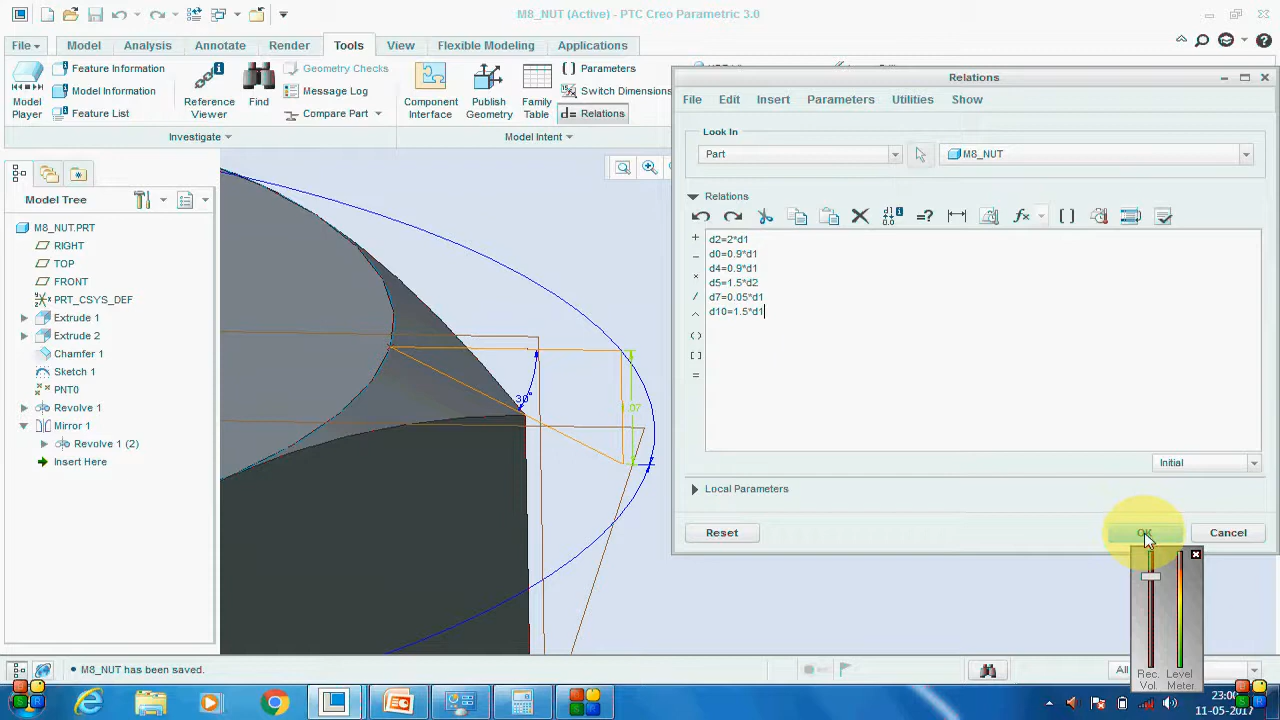 M8_NUT (Active) - PTC Creo Parametric 3.0
File
Model
Analysis
Annotate
Render
Tools
View
Flexible Modeling
Applications
Model Player
Feature Information
Model Information
Feature List
Reference Viewer
Find
Geometry Checks
Message Log
Compare Part
Component Interface
Publish Geometry
Family Table
Parameters
Switch Dimensions
d= Relations
Investigate
Model Intent
Model Tree
M8_NUT.PRT
RIGHT
TOP
FRONT
PRT_CSYS_DEF
Extrude 1
Extrude 2
Chamfer 1
Sketch 1
PNT0
Revolve 1
Mirror 1
Revolve 1 (2)
Insert Here
30°
Relations
File
Edit
Insert
Parameters
Utilities
Show
Look In
Part
M8_NUT
Relations
d2=2*d1
d0=0.9*d1
d4=0.9*d1
d5=1.5*d2
d7=0.05*d1
d10=1.5*d1
Initial
Local Parameters
Reset
OK
Cancel
Rec. Vol.
Level Meter
M8_NUT has been saved.
All
11-05-2017